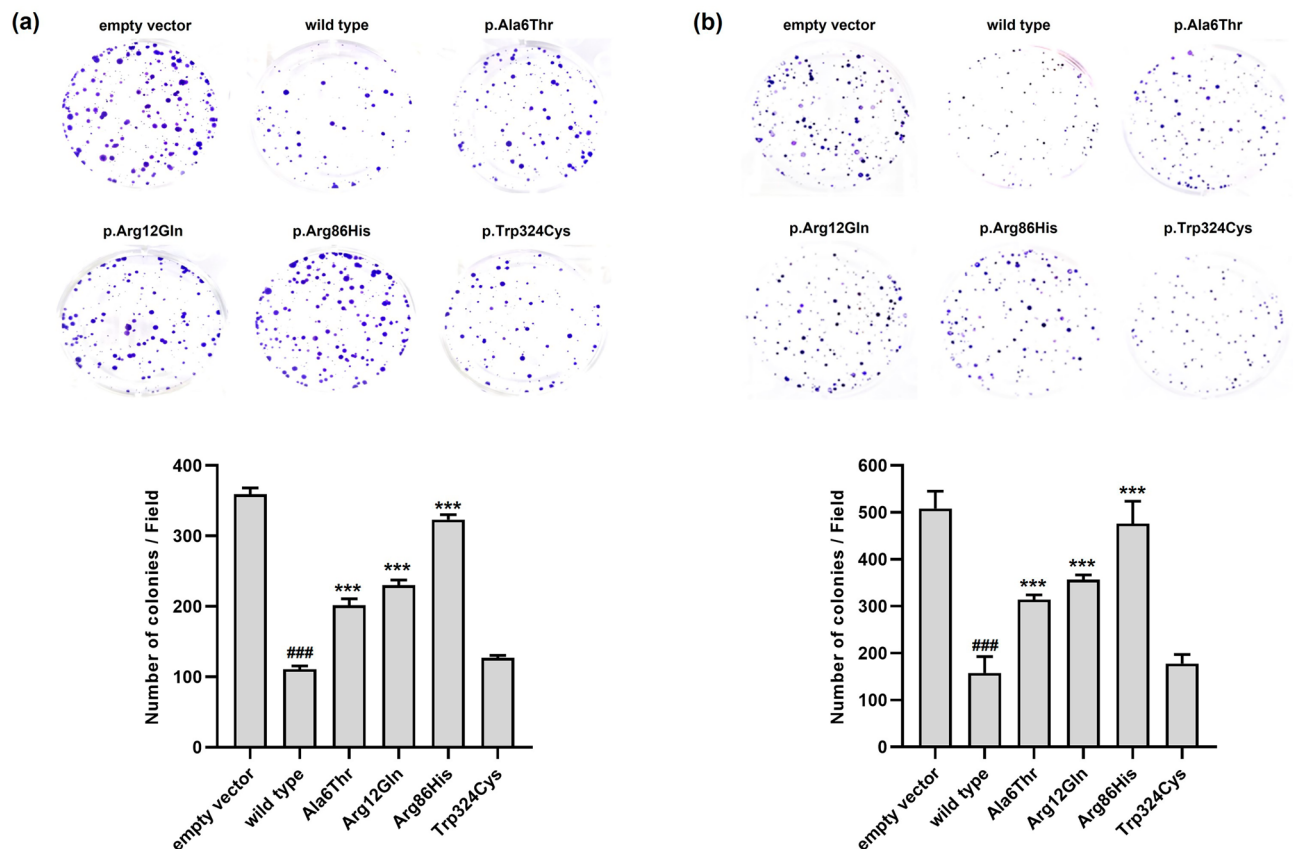 (a)
empty vector
wild type
p.Ala6Thr
p.Arg12Gln
p.Arg86His
p.Trp324Cys
Number of colonies / Field
400
300
200
100
0
###
***
***
***
empty vector
wild type
Ala6Thr
Arg12Gln
Arg86His
Trp324Cys
(b)
empty vector
wild type
p.Ala6Thr
p.Arg12Gln
p.Arg86His
p.Trp324Cys
Number of colonies / Field
600
500
400
300
200
100
0
###
***
***
***
empty vector
wild type
Ala6Thr
Arg12Gln
Arg86His
Trp324Cys